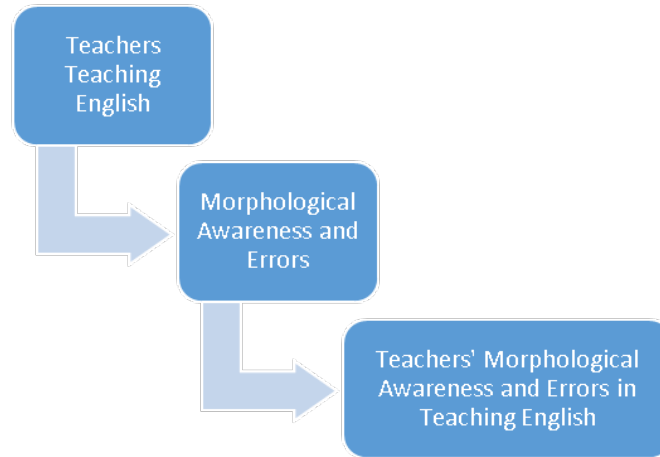 Teachers
Teaching
English
Morphological
Awareness and
Errors
Teachers' Morphological
Awareness and Errors in
Teaching English